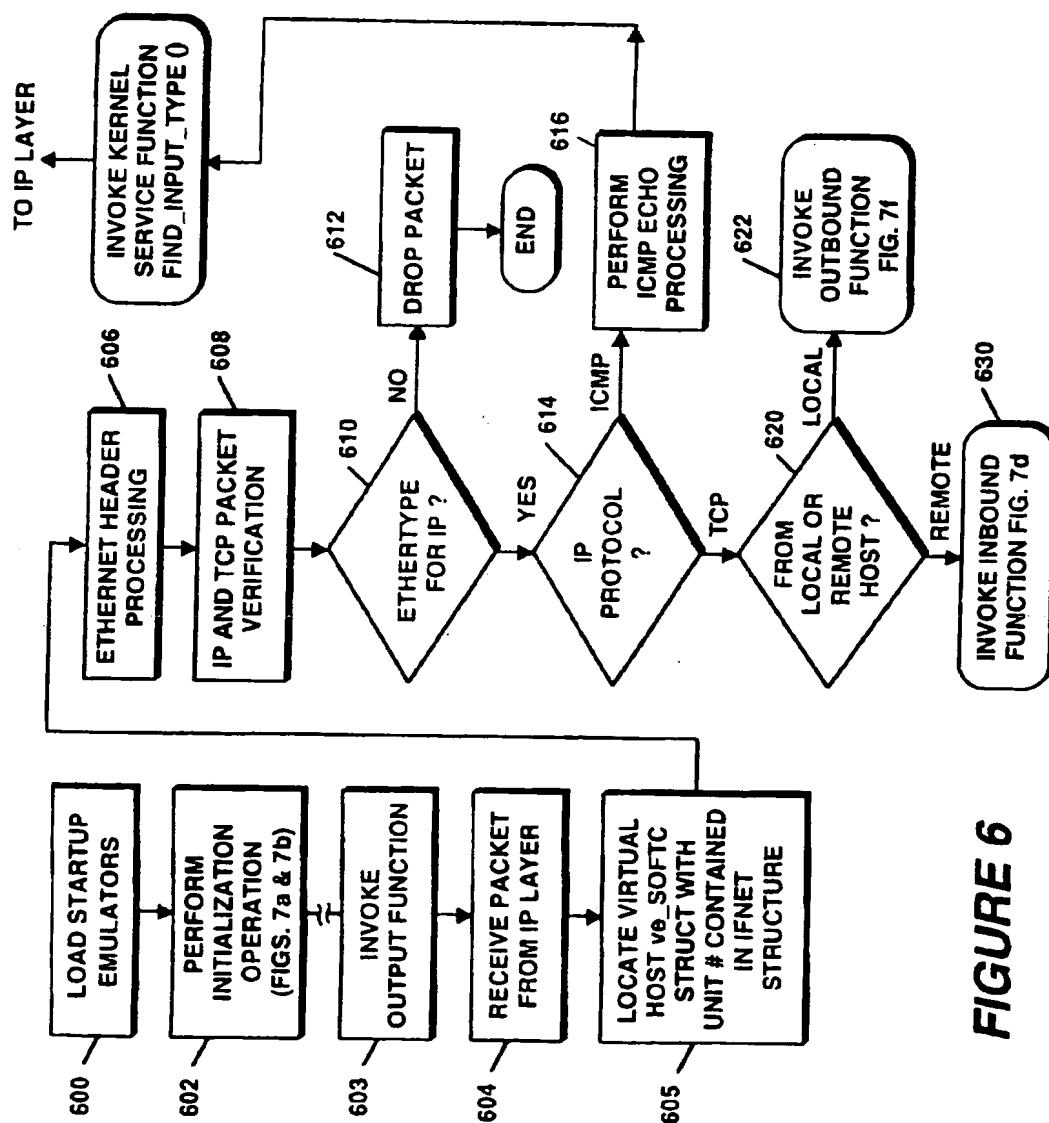 600
LOAD STARTUP
EMULATORS
602
PERFORM
INITIALIZATION
OPERATION
(FIGS. 7a & 7b)
603
INVOKE
OUTPUT FUNCTION
604
RECEIVE PACKET
FROM IP LAYER
605
LOCATE VIRTUAL
HOST ve_SOFTC
STRUCT WITH
UNIT # CONTAINED
IN IFNET
STRUCTURE
606
ETHERNET HEADER
PROCESSING
608
IP AND TCP PACKET
VERIFICATION
610
ETHERTYPE
FOR IP ?
NO
612
DROP PACKET
END
YES
614
IP
PROTOCOL
?
ICMP
616
PERFORM
ICMP ECHO
PROCESSING
TO IP LAYER
INVOKE KERNEL
SERVICE FUNCTION
FIND_INPUT_TYPE ()
TCP
620
FROM
LOCAL OR
REMOTE
HOST ?
LOCAL
622
INVOKE
OUTBOUND
FUNCTION
FIG. 7f
REMOTE
630
INVOKE INBOUND
FUNCTION FIG. 7d
FIGURE 6